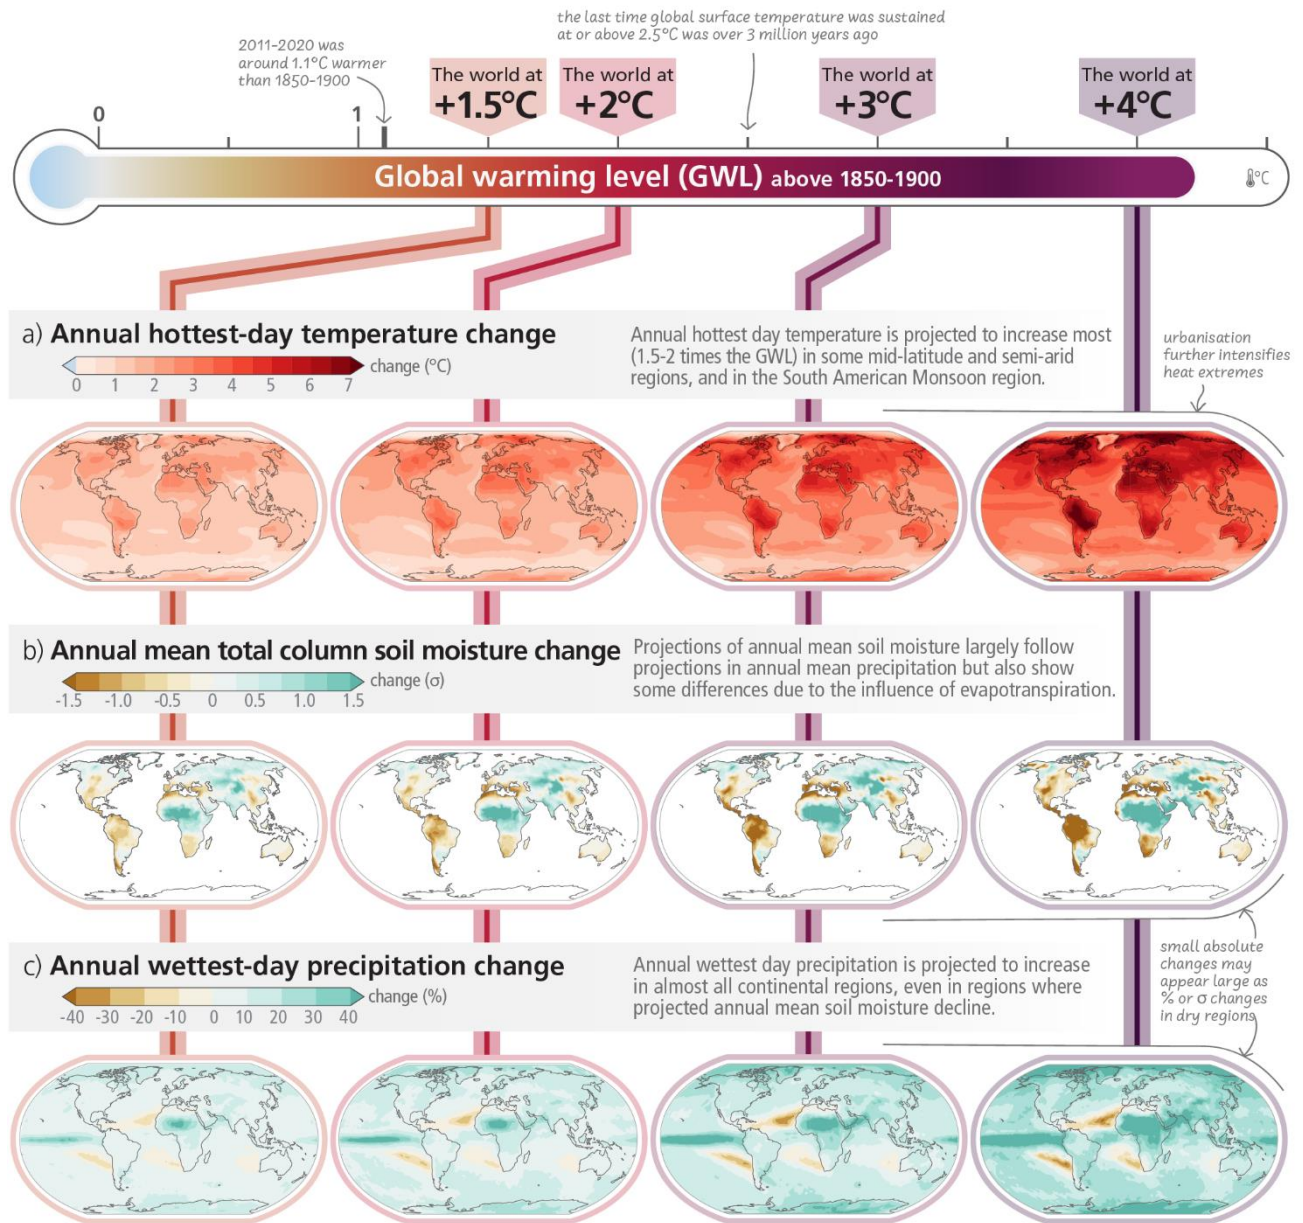 the last time global surface temperature was sustained
at or above 2.5°C was over 3 million years ago
2011-2020 was
around 1.1°C warmer
than 1850-1900
The world at
+1.5°C
The world at
+2°C
The world at
+3°C
The world at
+4°C
0
1
Global warming level (GWL) above 1850-1900
°C
a) Annual hottest-day temperature change
change (°C)
0 1 2 3 4 5 6 7
Annual hottest day temperature is projected to increase most
(1.5-2 times the GWL) in some mid-latitude and semi-arid
regions, and in the South American Monsoon region.
urbanisation
further intensifies
heat extremes
b) Annual mean total column soil moisture change
change (σ)
-1.5 -1.0 -0.5 0 0.5 1.0 1.5
Projections of annual mean soil moisture largely follow
projections in annual mean precipitation but also show
some differences due to the influence of evapotranspiration.
c) Annual wettest-day precipitation change
change (%)
-40 -30 -20 -10 0 10 20 30 40
Annual wettest day precipitation is projected to increase
in almost all continental regions, even in regions where
projected annual mean soil moisture decline.
small absolute
changes may
appear large as
% or σ changes
in dry regions